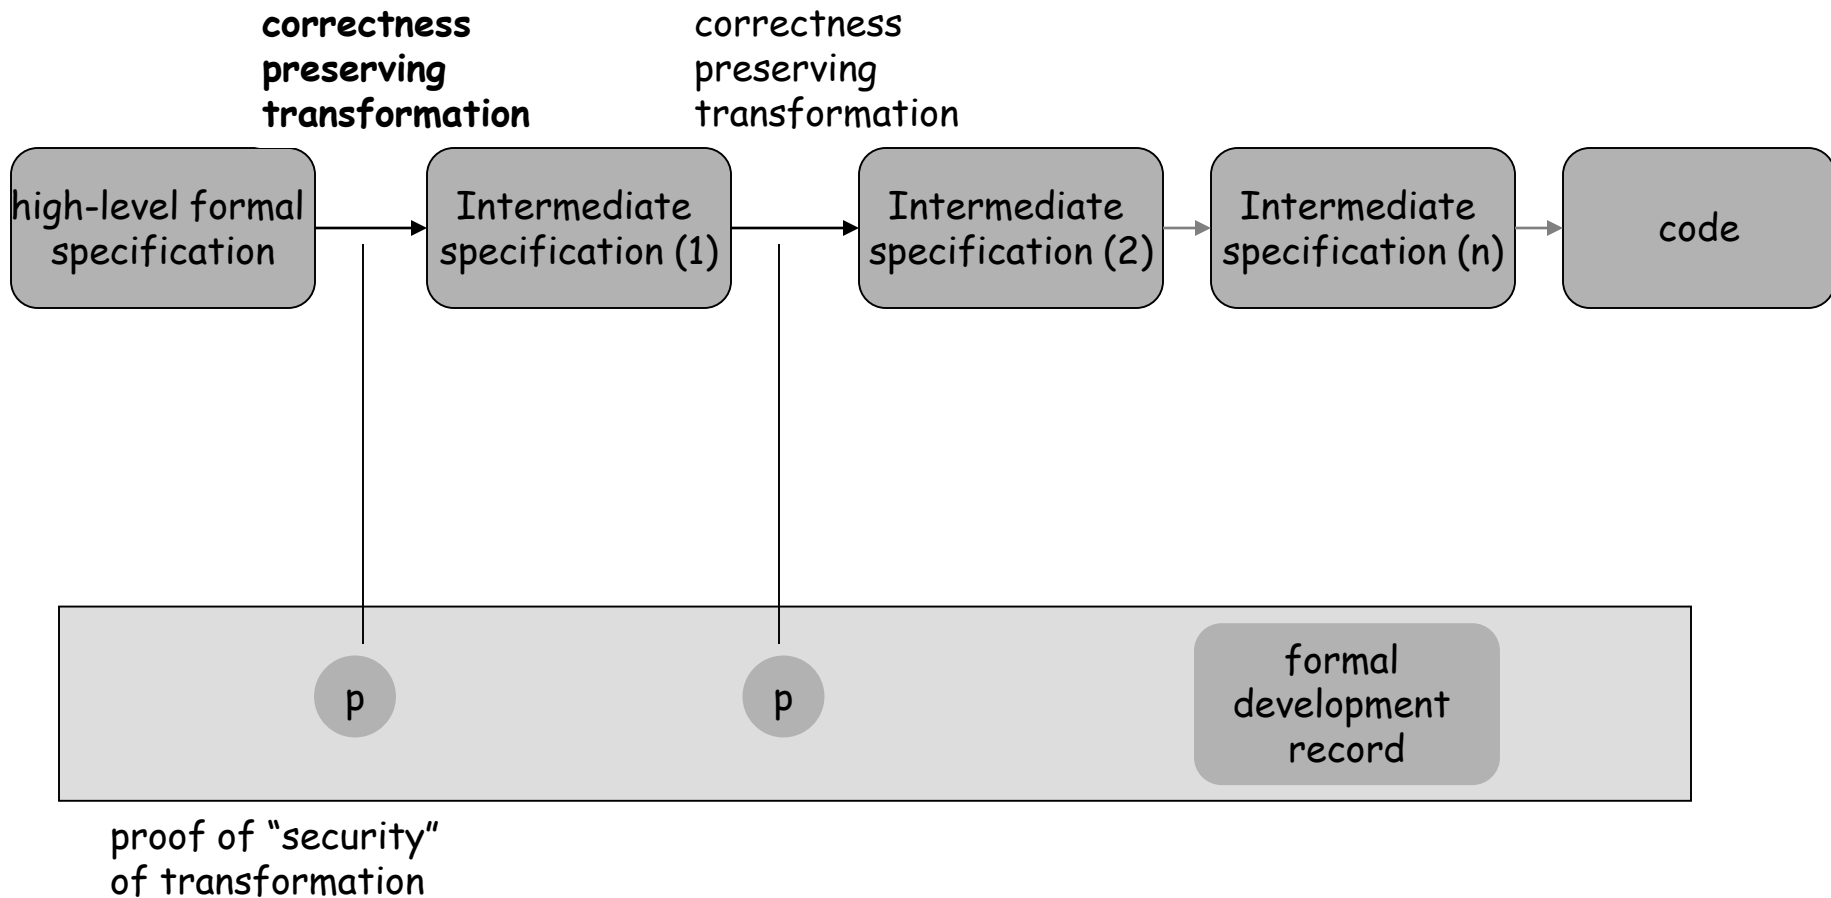 correctness
preserving
transformation
correctness
preserving
transformation
high-level formal
specification
Intermediate
specification (1)
Intermediate
specification (2)
Intermediate
specification (n)
code
p
p
formal
development
record
proof of “security”
of transformation